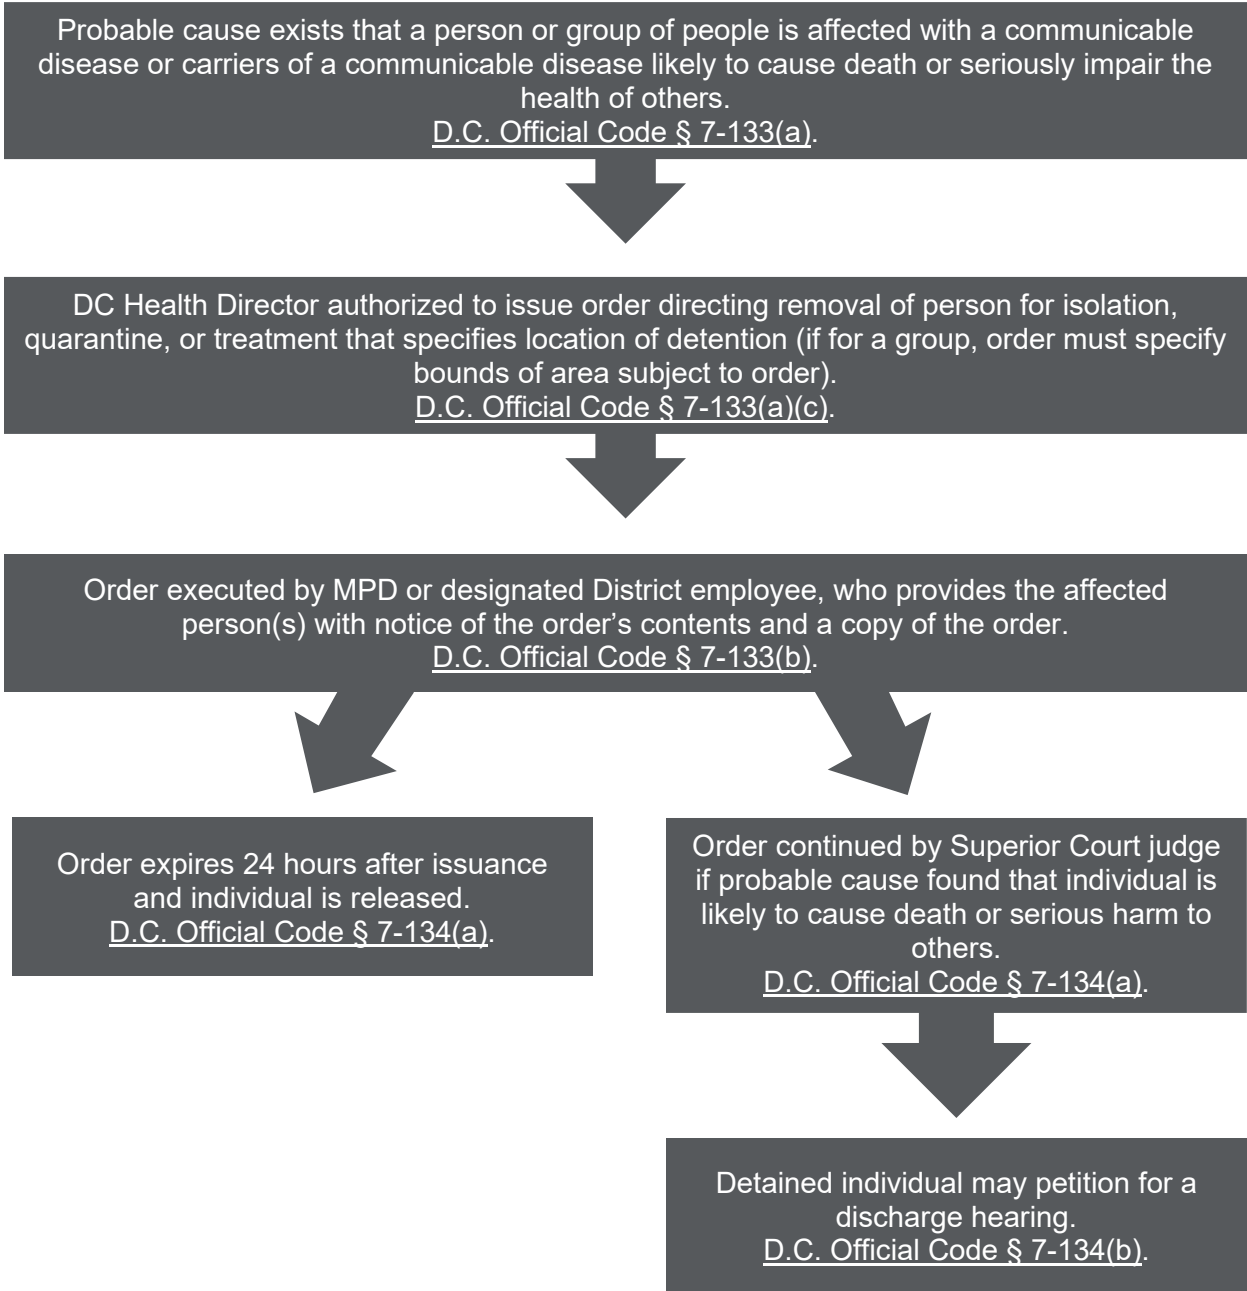 Probable cause exists that a person or group of people is affected with a communicable
disease or carriers of a communicable disease likely to cause death or seriously impair the
health of others.
D.C. Official Code § 7-133(a).
DC Health Director authorized to issue order directing removal of person for isolation,
quarantine, or treatment that specifies location of detention (if for a group, order must specify
bounds of area subject to order).
D.C. Official Code § 7-133(a)(c).
Order executed by MPD or designated District employee, who provides the affected
person(s) with notice of the order’s contents and a copy of the order.
D.C. Official Code § 7-133(b).
Order expires 24 hours after issuance
and individual is released.
D.C. Official Code § 7-134(a).
Order continued by Superior Court judge
if probable cause found that individual is
likely to cause death or serious harm to
others.
D.C. Official Code § 7-134(a).
Detained individual may petition for a
discharge hearing.
D.C. Official Code § 7-134(b).